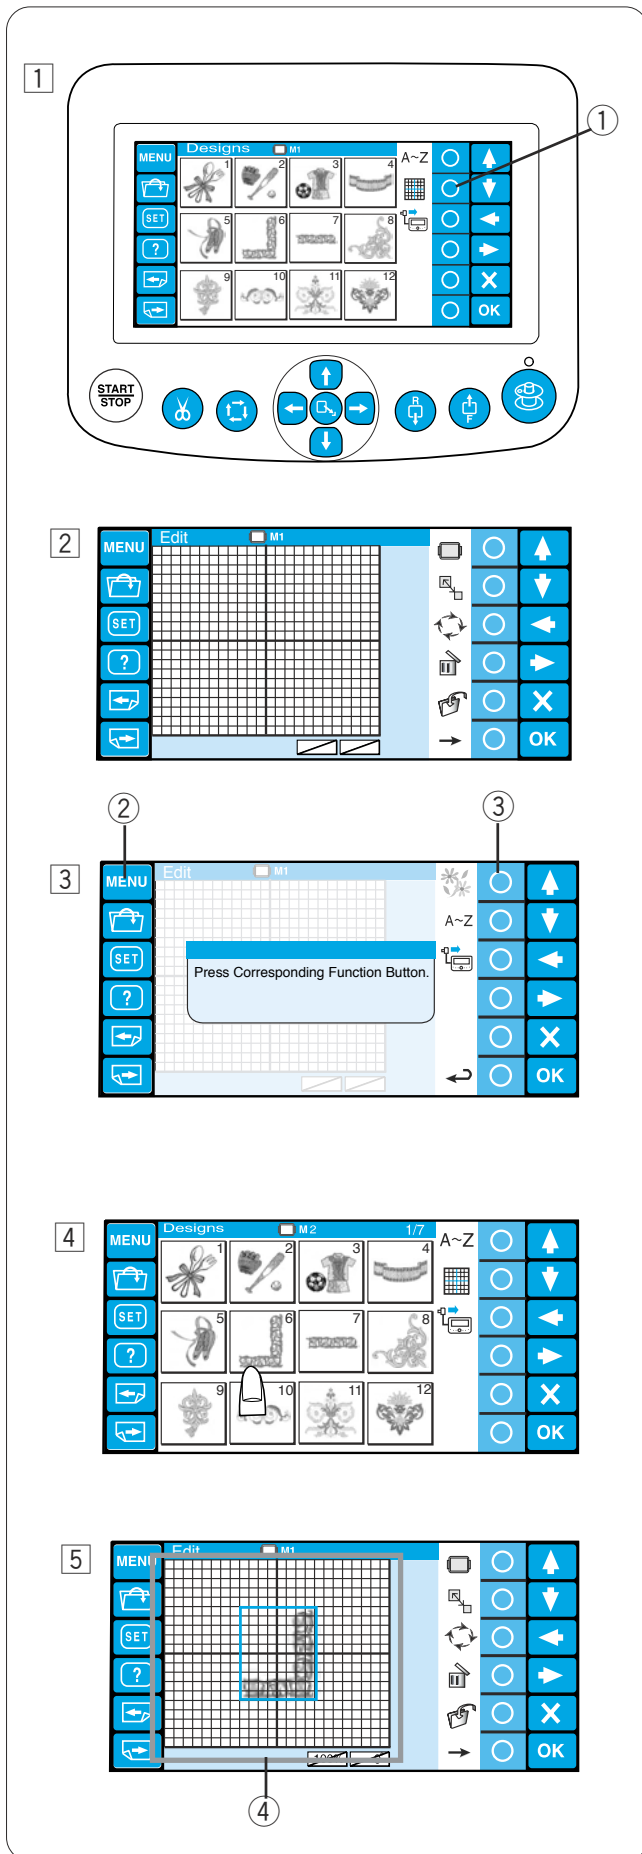 1
①
MENU Designs M1 A~Z
1 2 3 4
SET 5 6 7 8
?
9 10 11 12
OK
START
STOP
R
F
2
MENU Edit M1
SET
?
OK
② ③
3
MENU Edit M1
A~Z
SET
Press Corresponding Function Button.
?
OK
4
MENU Designs M2 1/7 A~Z
1 2 3 4
SET 5 6 7 8
?
9 10 11 12
OK
5
MENU Edit M1
SET
?
OK
④